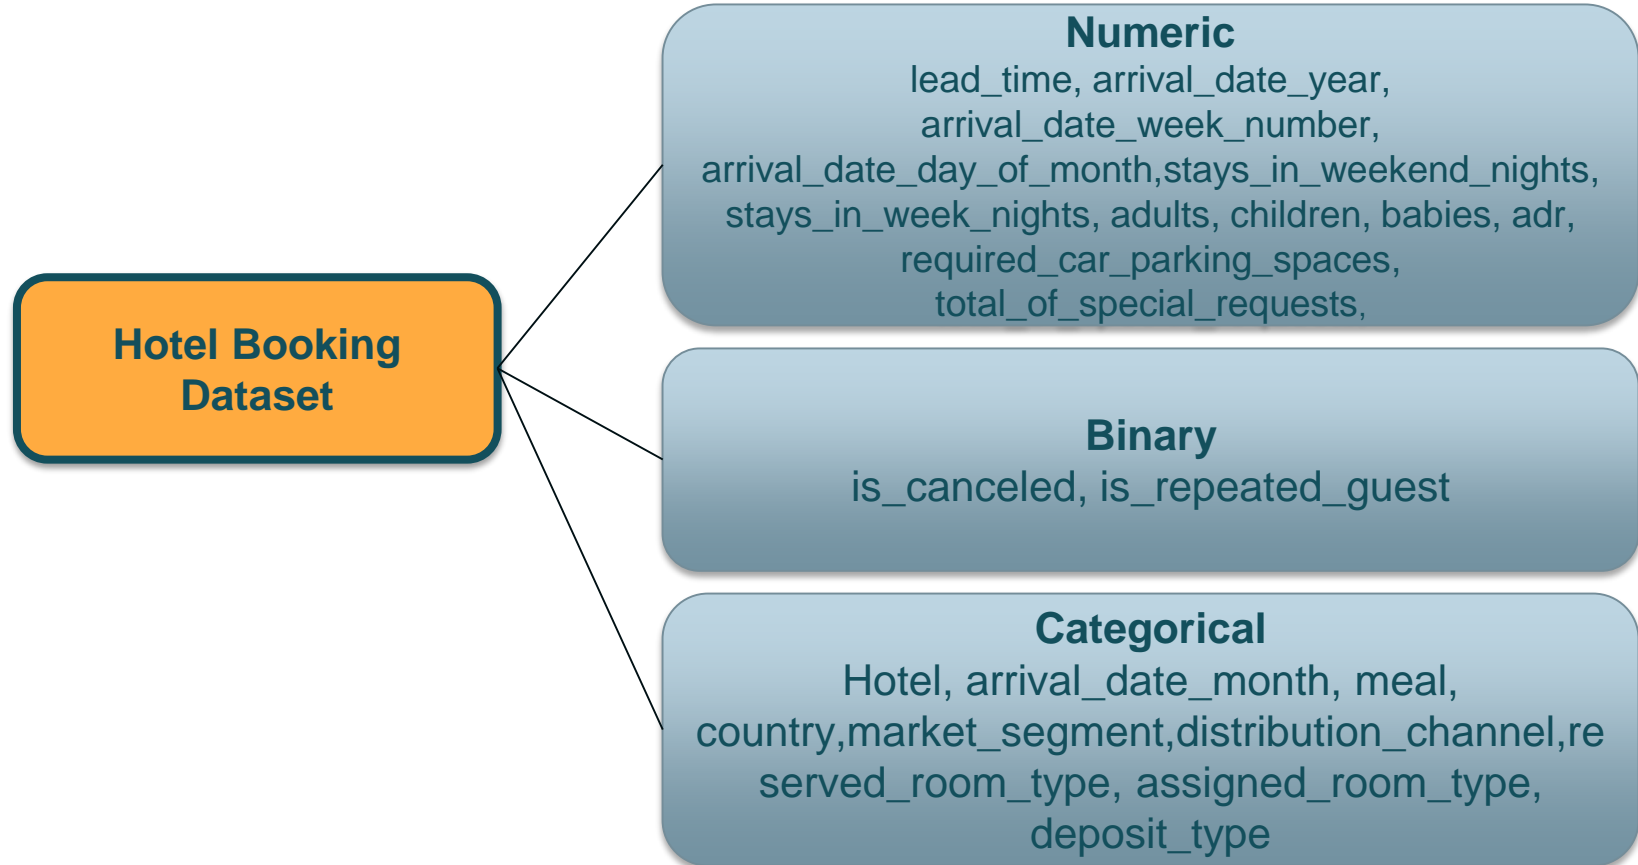 Hotel Booking
Dataset
Numeric
lead_time, arrival_date_year,
arrival_date_week_number,
arrival_date_day_of_month,stays_in_weekend_nights,
stays_in_week_nights, adults, children, babies, adr,
required_car_parking_spaces,
total_of_special_requests,
Binary
is_canceled, is_repeated_guest
Categorical
Hotel, arrival_date_month, meal,
country,market_segment,distribution_channel,re
served_room_type, assigned_room_type,
deposit_type